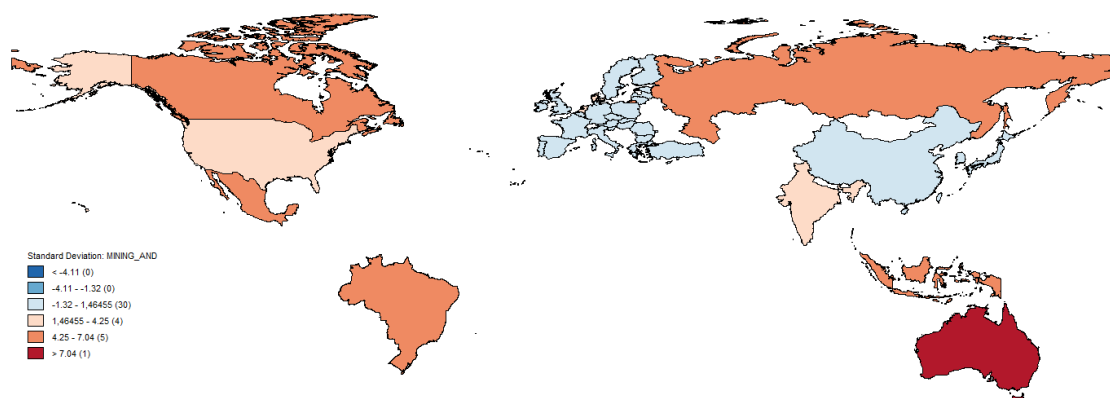 Standard Deviation: MINING_AND
< -4.11 (0)
-4.11 - -1.32 (0)
-1.32 - 1,46455 (30)
1,46455 - 4.25 (4)
4.25 - 7.04 (5)
> 7.04 (1)